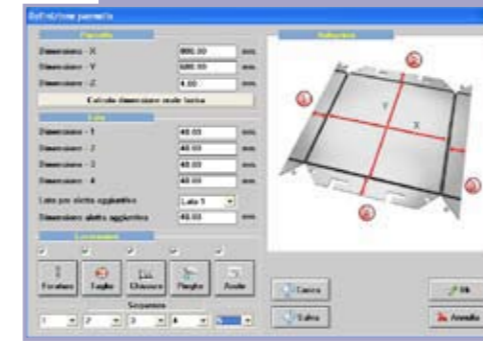 Definizione pannello
Pannello
Dimensione - X 800.00 mm
Dimensione - Y 600.00 mm
Dimensione - Z 4.00 mm
Calcolo dimensione reale lastra
Dimensione - 1 40.00 mm
Dimensione - 2 40.00 mm
Dimensione - 3 40.00 mm
Dimensione - 4 40.00 mm
Lato per aletta aggiuntiva Lato 1
Dimensione aletta aggiuntiva 40.00 mm
Lavorazioni
Foratura Taglio Chiusura Pieghe Asole
Sequenza
1 2 3 4 5
Anteprima
Y
X
Carica
Salva
Ok
Annulla